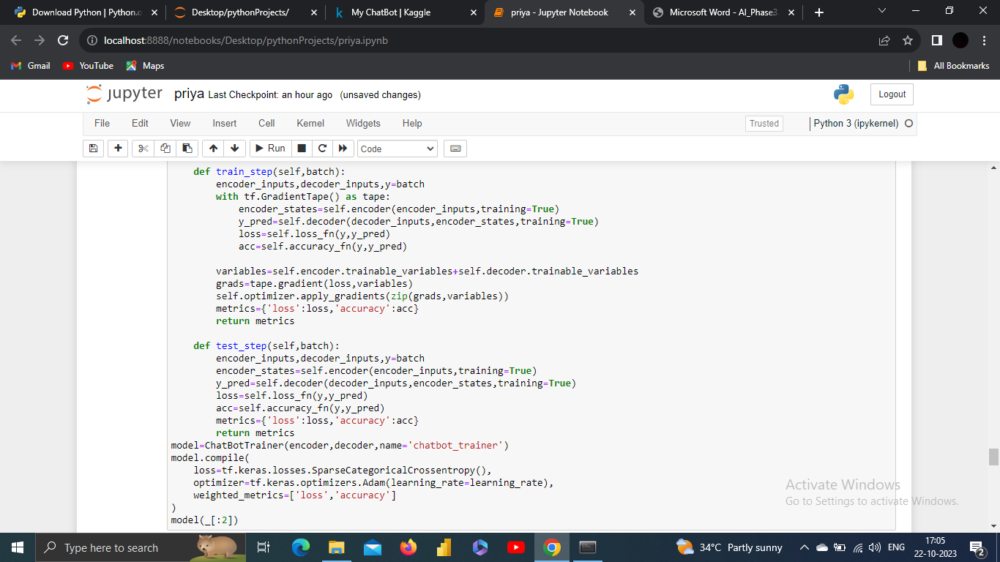 Download Python | Python.o
Desktop/pythonProjects/
My ChatBot | Kaggle
priya - Jupyter Notebook
Microsoft Word - AI_Phase3
localhost:8888/notebooks/Desktop/pythonProjects/priya.ipynb
Gmail
YouTube
Maps
All Bookmarks
jupyter priya Last Checkpoint: an hour ago (unsaved changes)
Logout
File Edit View Insert Cell Kernel Widgets Help
Trusted
Python 3 (ipykernel)
Run
Code
def train_step(self,batch):
encoder_inputs,decoder_inputs,y=batch
with tf.GradientTape() as tape:
encoder_states=self.encoder(encoder_inputs,training=True)
y_pred=self.decoder(decoder_inputs,encoder_states,training=True)
loss=self.loss_fn(y,y_pred)
acc=self.accuracy_fn(y,y_pred)
variables=self.encoder.trainable_variables+self.decoder.trainable_variables
grads=tape.gradient(loss,variables)
self.optimizer.apply_gradients(zip(grads,variables))
metrics={'loss':loss,'accuracy':acc}
return metrics
def test_step(self,batch):
encoder_inputs,decoder_inputs,y=batch
encoder_states=self.encoder(encoder_inputs,training=True)
y_pred=self.decoder(decoder_inputs,encoder_states,training=True)
loss=self.loss_fn(y,y_pred)
acc=self.accuracy_fn(y,y_pred)
metrics={'loss':loss,'accuracy':acc}
return metrics
model=ChatBotTrainer(encoder,decoder,name='chatbot_trainer')
model.compile(
loss=tf.keras.losses.SparseCategoricalCrossentropy(),
optimizer=tf.keras.optimizers.Adam(learning_rate=learning_rate),
weighted_metrics=['loss','accuracy']
)
model(_[:2])
Activate Windows
Go to Settings to activate Windows.
Type here to search
34°C Partly sunny
ENG
17:05
22-10-2023
2